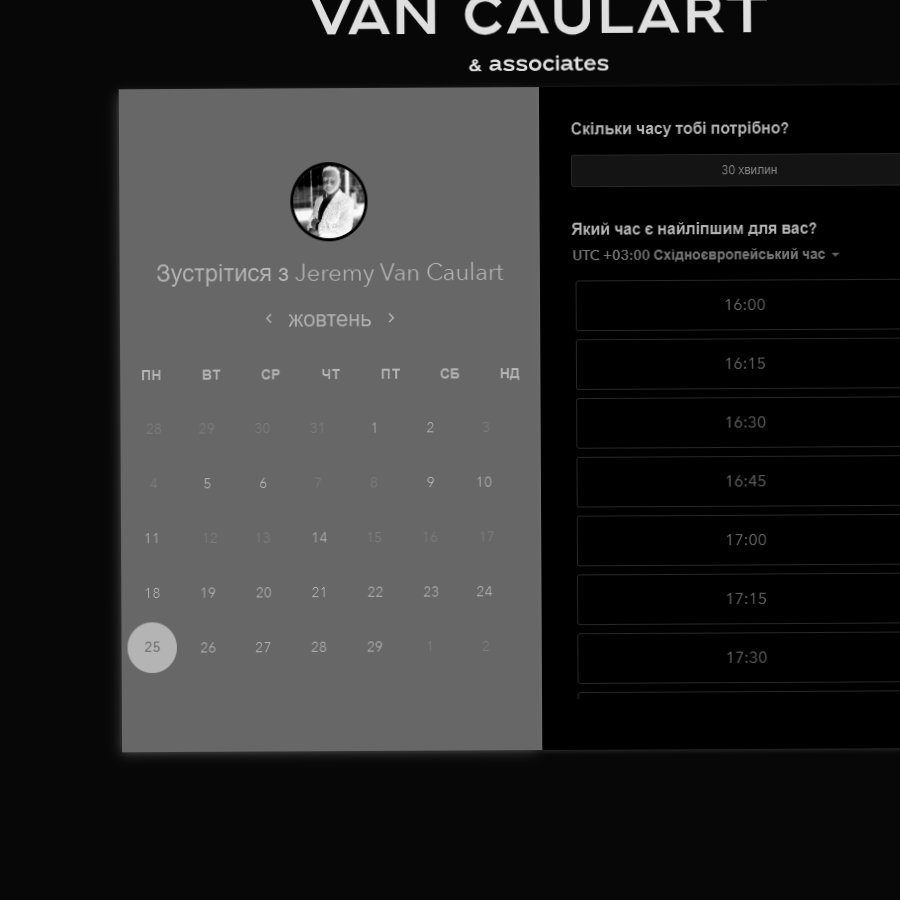 VAN CAULART
& associates
Зустрітися з Jeremy Van Caulart
‹ жовтень ›
ПН ВТ СР ЧТ ПТ СБ НД
28 29 30 31 1 2 3
4 5 6 7 8 9 10
11 12 13 14 15 16 17
18 19 20 21 22 23 24
25 26 27 28 29 1 2
Скільки часу тобі потрібно?
30 хвилин
Який час є найліпшим для вас?
UTC +03:00 Східноєвропейський час
16:00
16:15
16:30
16:45
17:00
17:15
17:30